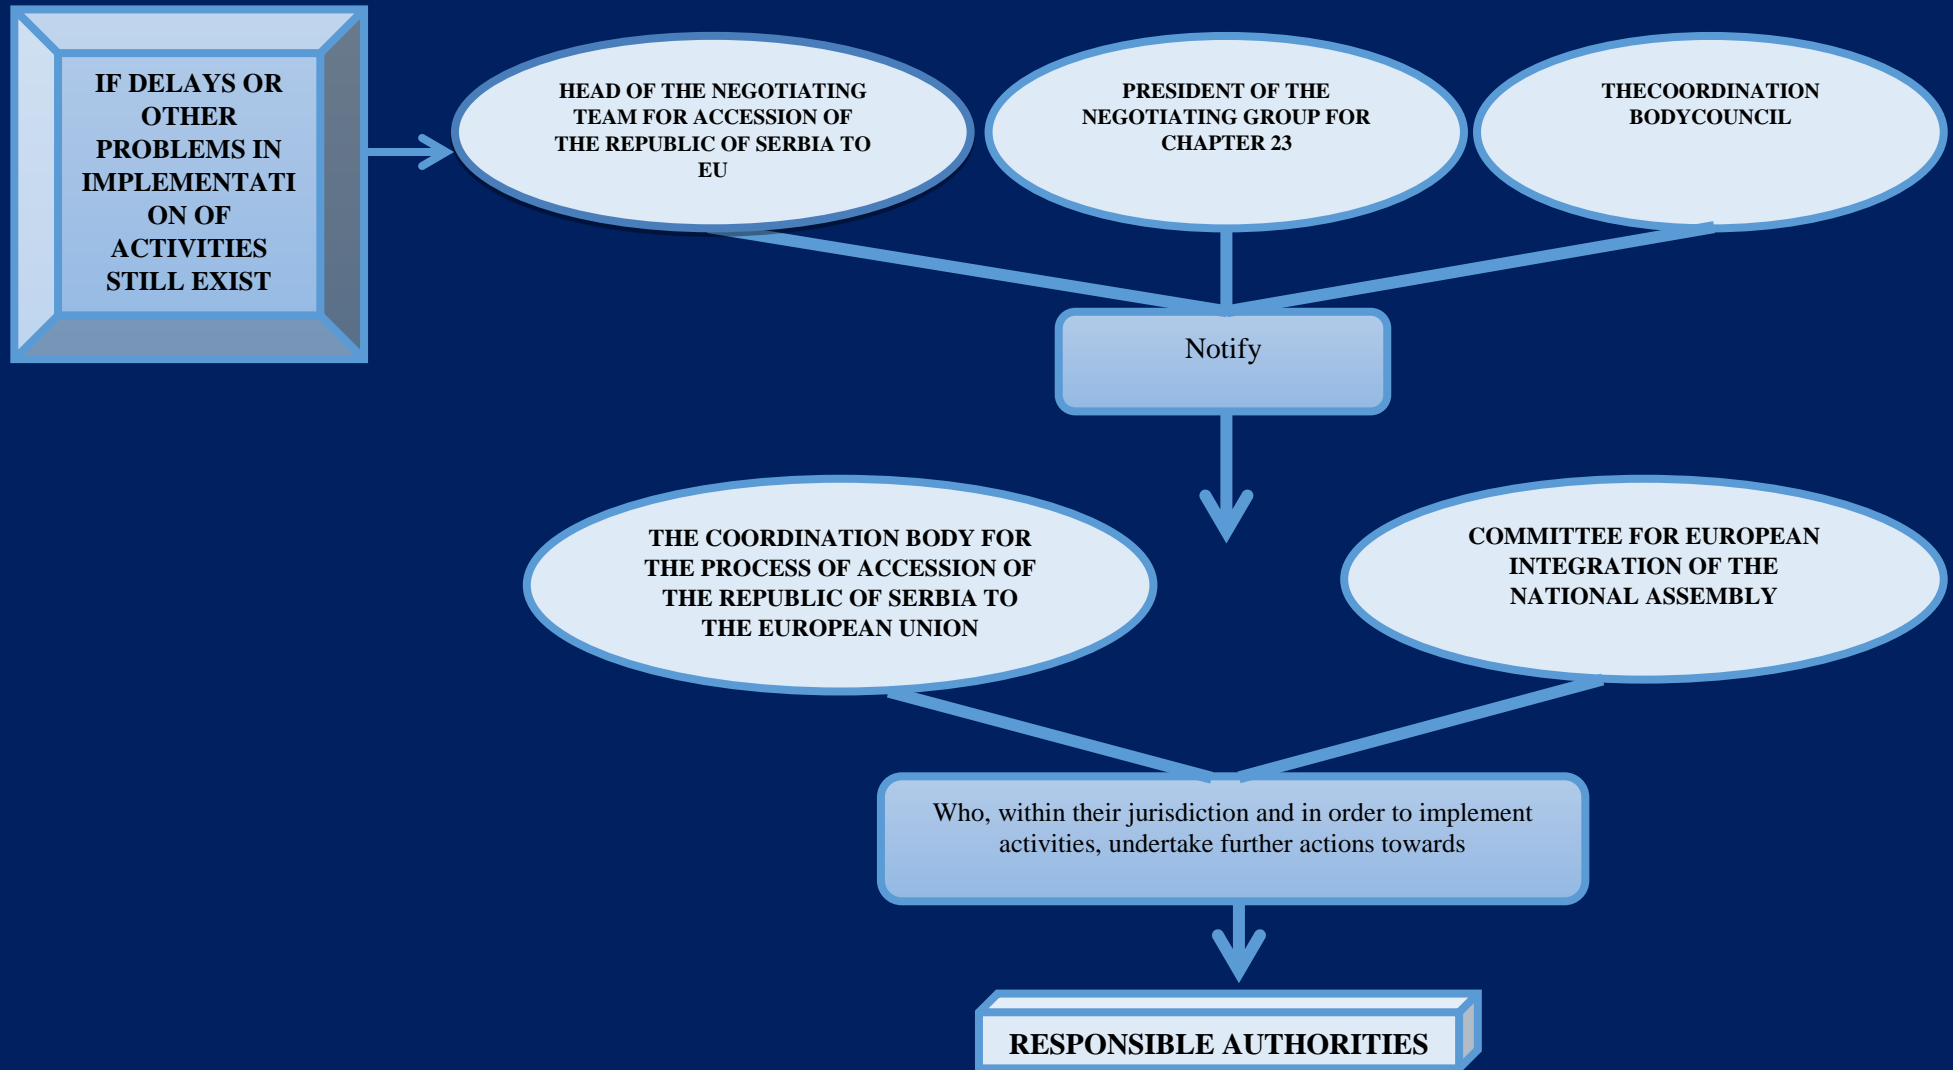 IF DELAYS OR
OTHER
PROBLEMS IN
IMPLEMENTATI
ON OF
ACTIVITIES
STILL EXIST
HEAD OF THE NEGOTIATING
TEAM FOR ACCESSION OF
THE REPUBLIC OF SERBIA TO
EU
PRESIDENT OF THE
NEGOTIATING GROUP FOR
CHAPTER 23
THECOORDINATION
BODYCOUNCIL
Notify
THE COORDINATION BODY FOR
THE PROCESS OF ACCESSION OF
THE REPUBLIC OF SERBIA TO
THE EUROPEAN UNION
COMMITTEE FOR EUROPEAN
INTEGRATION OF THE
NATIONAL ASSEMBLY
Who, within their jurisdiction and in order to implement
activities, undertake further actions towards
RESPONSIBLE AUTHORITIES